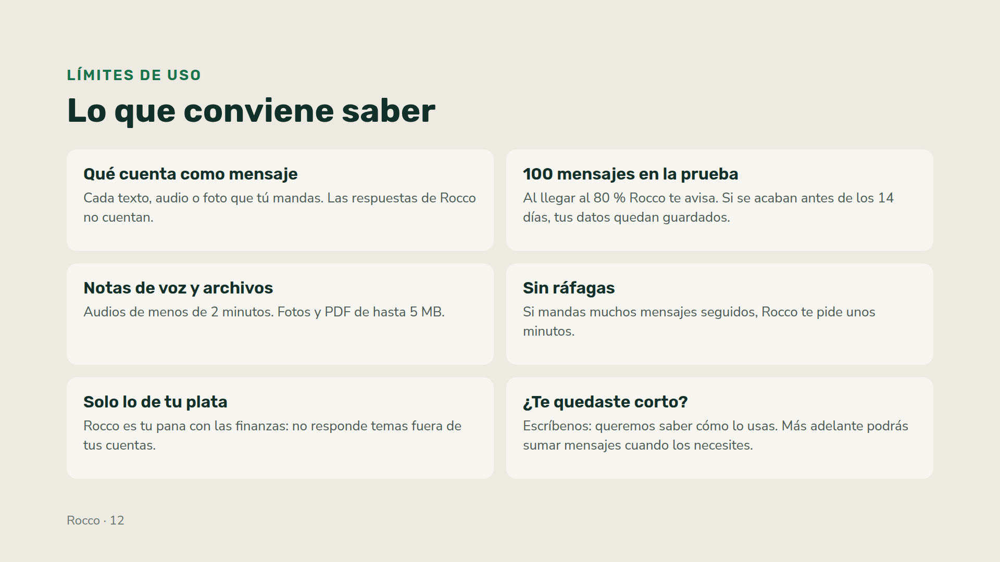 LÍMITES DE USO
Lo que conviene saber
Qué cuenta como mensaje
Cada texto, audio o foto que tú mandas. Las respuestas de Rocco
no cuentan.
100 mensajes en la prueba
Al llegar al 80 % Rocco te avisa. Si se acaban antes de los 14
días, tus datos quedan guardados.
Notas de voz y archivos
Audios de menos de 2 minutos. Fotos y PDF de hasta 5 MB.
Sin ráfagas
Si mandas muchos mensajes seguidos, Rocco te pide unos
minutos.
Solo lo de tu plata
Rocco es tu pana con las finanzas: no responde temas fuera de
tus cuentas.
¿Te quedaste corto?
Escríbenos: queremos saber cómo lo usas. Más adelante podrás
sumar mensajes cuando los necesites.
Rocco · 12